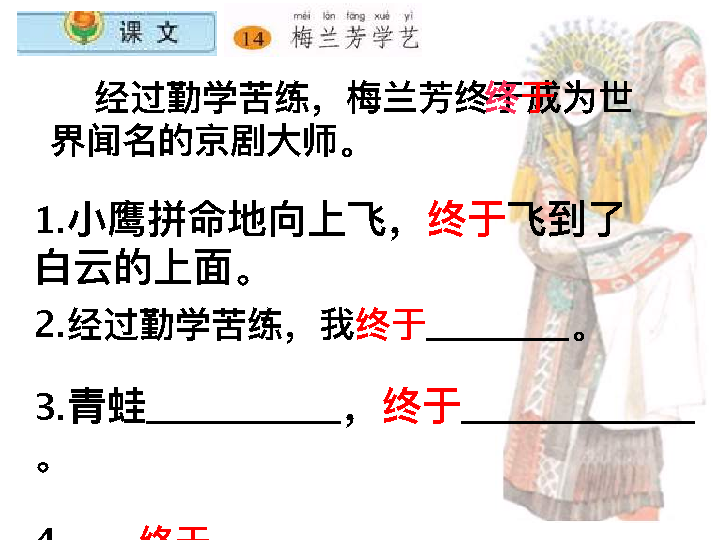 课 文
méi lán fāng xué yì
14 梅兰芳学艺
经过勤学苦练，梅兰芳终于成为世
界闻名的京剧大师。
1.小鹰拼命地向上飞，终于飞到了
白云的上面。
2.经过勤学苦练，我终于________。
3.青蛙__________，终于____________
。
4.____终于